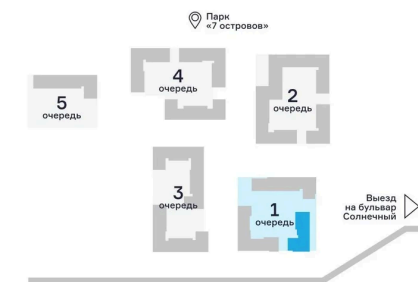 Парк
«7 островов»
4
очередь
5
очередь
2
очередь
3
очередь
1
очередь
Выезд
на бульвар
Солнечный